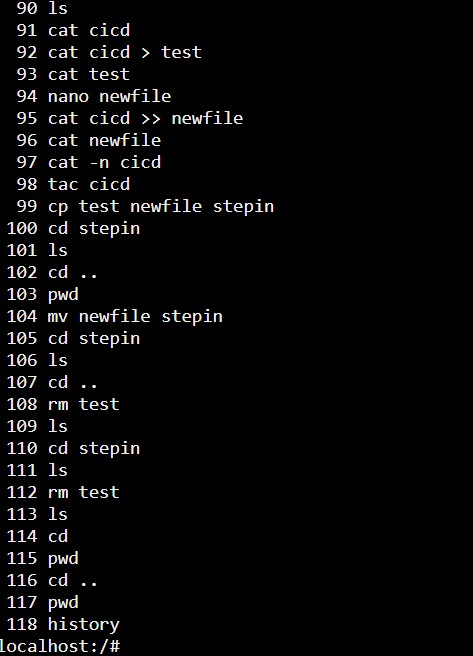 90 ls
91 cat cicd
92 cat cicd > test
93 cat test
94 nano newfile
95 cat cicd >> newfile
96 cat newfile
97 cat -n cicd
98 tac cicd
99 cp test newfile stepin
100 cd stepin
101 ls
102 cd ..
103 pwd
104 mv newfile stepin
105 cd stepin
106 ls
107 cd ..
108 rm test
109 ls
110 cd stepin
111 ls
112 rm test
113 ls
114 cd
115 pwd
116 cd ..
117 pwd
118 history
localhost:/#